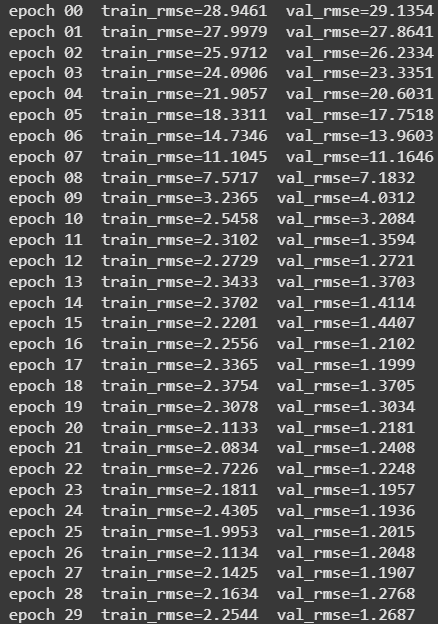 epoch 00  train_rmse=28.9461  val_rmse=29.1354
epoch 01  train_rmse=27.9979  val_rmse=27.8641
epoch 02  train_rmse=25.9712  val_rmse=26.2334
epoch 03  train_rmse=24.0906  val_rmse=23.3351
epoch 04  train_rmse=21.9057  val_rmse=20.6031
epoch 05  train_rmse=18.3311  val_rmse=17.7518
epoch 06  train_rmse=14.7346  val_rmse=13.9603
epoch 07  train_rmse=11.1045  val_rmse=11.1646
epoch 08  train_rmse=7.5717  val_rmse=7.1832
epoch 09  train_rmse=3.2365  val_rmse=4.0312
epoch 10  train_rmse=2.5458  val_rmse=3.2084
epoch 11  train_rmse=2.3102  val_rmse=1.3594
epoch 12  train_rmse=2.2729  val_rmse=1.2721
epoch 13  train_rmse=2.3433  val_rmse=1.3703
epoch 14  train_rmse=2.3702  val_rmse=1.4114
epoch 15  train_rmse=2.2201  val_rmse=1.4407
epoch 16  train_rmse=2.2556  val_rmse=1.2102
epoch 17  train_rmse=2.3365  val_rmse=1.1999
epoch 18  train_rmse=2.3754  val_rmse=1.3705
epoch 19  train_rmse=2.3078  val_rmse=1.3034
epoch 20  train_rmse=2.1133  val_rmse=1.2181
epoch 21  train_rmse=2.0834  val_rmse=1.2408
epoch 22  train_rmse=2.7226  val_rmse=1.2248
epoch 23  train_rmse=2.1811  val_rmse=1.1957
epoch 24  train_rmse=2.4305  val_rmse=1.1936
epoch 25  train_rmse=1.9953  val_rmse=1.2015
epoch 26  train_rmse=2.1134  val_rmse=1.2048
epoch 27  train_rmse=2.1425  val_rmse=1.1907
epoch 28  train_rmse=2.1634  val_rmse=1.2768
epoch 29  train_rmse=2.2544  val_rmse=1.2687